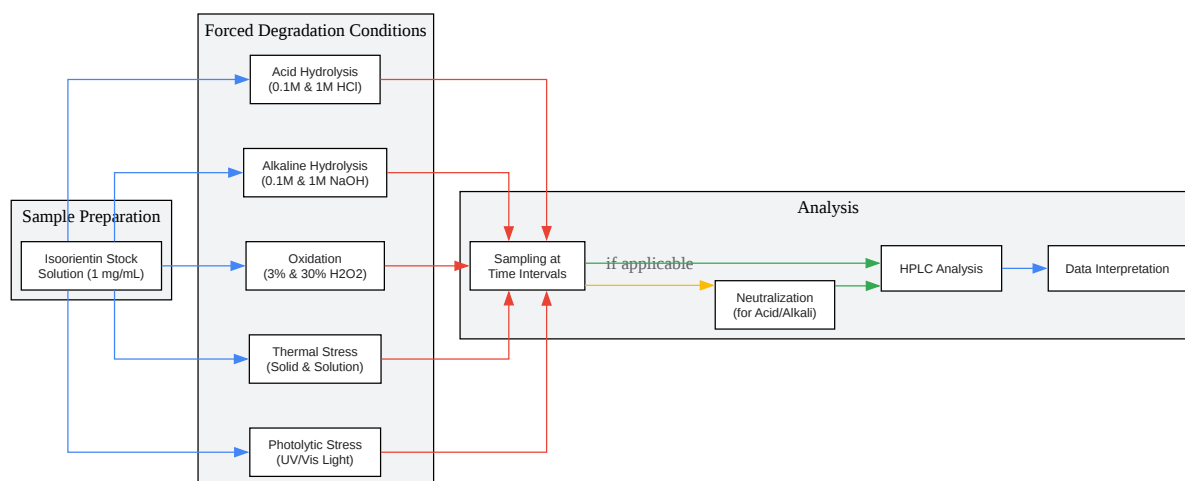 Forced Degradation Conditions
Acid Hydrolysis
(0.1M & 1M HCl)
Alkaline Hydrolysis
(0.1M & 1M NaOH)
Sample Preparation
Isoorientin Stock
Solution (1 mg/mL)
Oxidation
(3% & 30% H2O2)
Thermal Stress
(Solid & Solution)
Photolytic Stress
(UV/Vis Light)
Analysis
Sampling at
Time Intervals
if applicable
Neutralization
(for Acid/Alkali)
HPLC Analysis
Data Interpretation